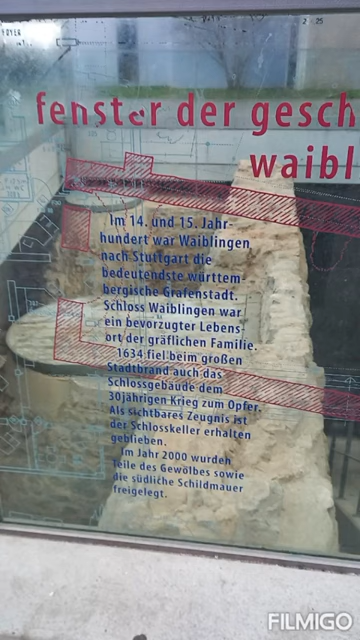 fenster der gesch
waibl
Im 14. und 15. Jahr-
hundert war Waiblingen
nach Stuttgart die
bedeutendste württem-
bergische Grafenstadt.
Schloss Waiblingen war
ein bevorzugter Lebens-
ort der gräflichen Familie.
1634 fiel beim großen
Stadtbrand auch das
Schlossgebäude dem
30jährigen Krieg zum Opfer.
Als sichtbares Zeugnis ist
der Schlosskeller erhalten
geblieben.
Im Jahr 2000 wurden
Teile des Gewölbes sowie
die südliche Schildmauer
freigelegt.
FILMIGO